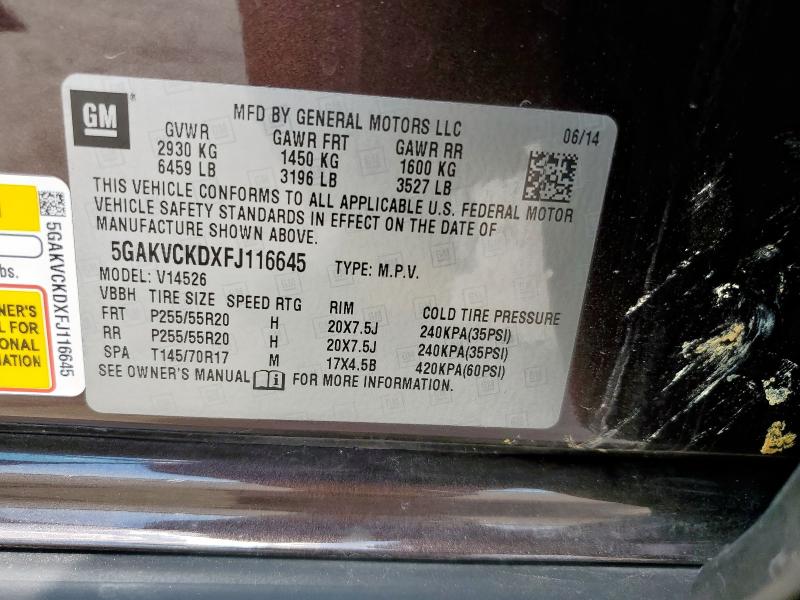 GM
MFD BY GENERAL MOTORS LLC
06/14
GVWR GAWR FRT GAWR RR
2930 KG 1450 KG 1600 KG
6459 LB 3196 LB 3527 LB
THIS VEHICLE CONFORMS TO ALL APPLICABLE U.S. FEDERAL MOTOR
VEHICLE SAFETY STANDARDS IN EFFECT ON THE DATE OF
MANUFACTURE SHOWN ABOVE.
5GAKVCKDXFJ116645 TYPE: M.P.V.
MODEL: V14526
VBBH TIRE SIZE SPEED RTG RIM COLD TIRE PRESSURE
FRT P255/55R20 H 20X7.5J 240KPA(35PSI)
RR P255/55R20 H 20X7.5J 240KPA(35PSI)
SPA T145/70R17 M 17X4.5B 420KPA(60PSI)
SEE OWNER'S MANUAL FOR MORE INFORMATION.
5GAKVCKDXFJ116645
lbs.
FOR